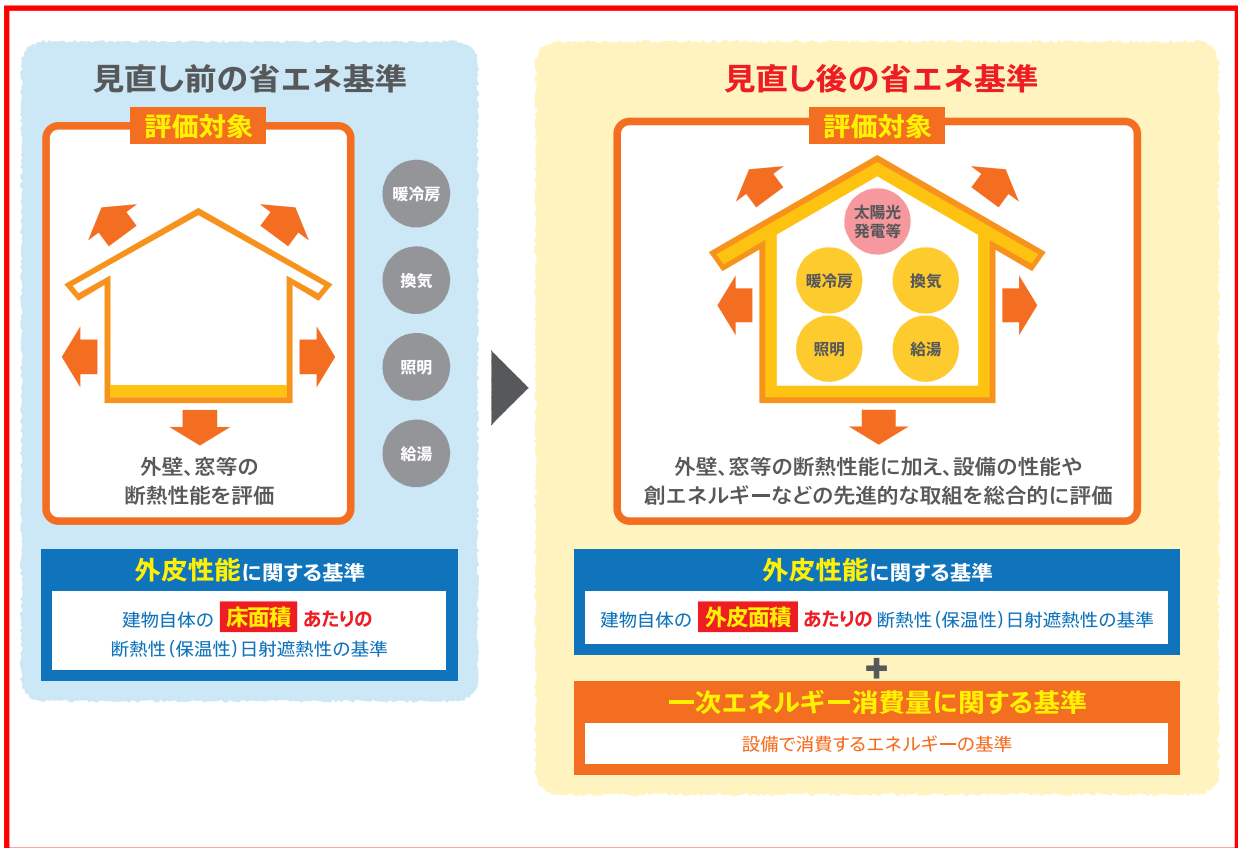 見直し前の省エネ基準
評価対象
暖冷房
換気
照明
給湯
外壁、窓等の
断熱性能を評価
外皮性能に関する基準
建物自体の 床面積 あたりの
断熱性(保温性)日射遮熱性の基準
見直し後の省エネ基準
評価対象
太陽光
発電等
暖冷房
換気
照明
給湯
外壁、窓等の断熱性能に加え、設備の性能や
創エネルギーなどの先進的な取組を総合的に評価
外皮性能に関する基準
建物自体の 外皮面積 あたりの 断熱性(保温性)日射遮熱性の基準
+
一次エネルギー消費量に関する基準
設備で消費するエネルギーの基準